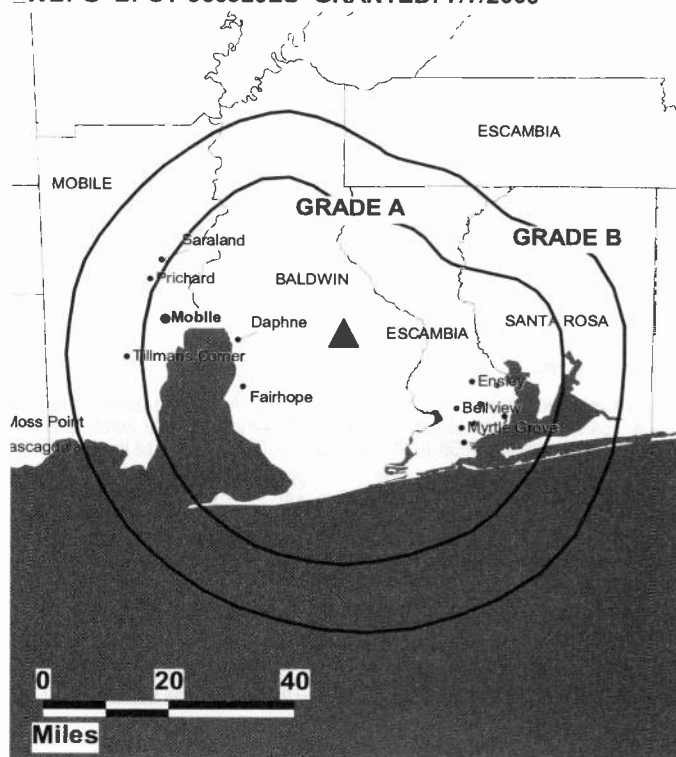 ESCAMBIA
MOBILE
GRADE A
GRADE B
Saraland
Prichard
BALDWIN
Mobile
Daphne
ESCAMBIA
SANTA ROSA
Tillmans Corner
Ensley
Fairhope
Bellview
Moss Point
Myrtle Grove
0 20 40
Miles